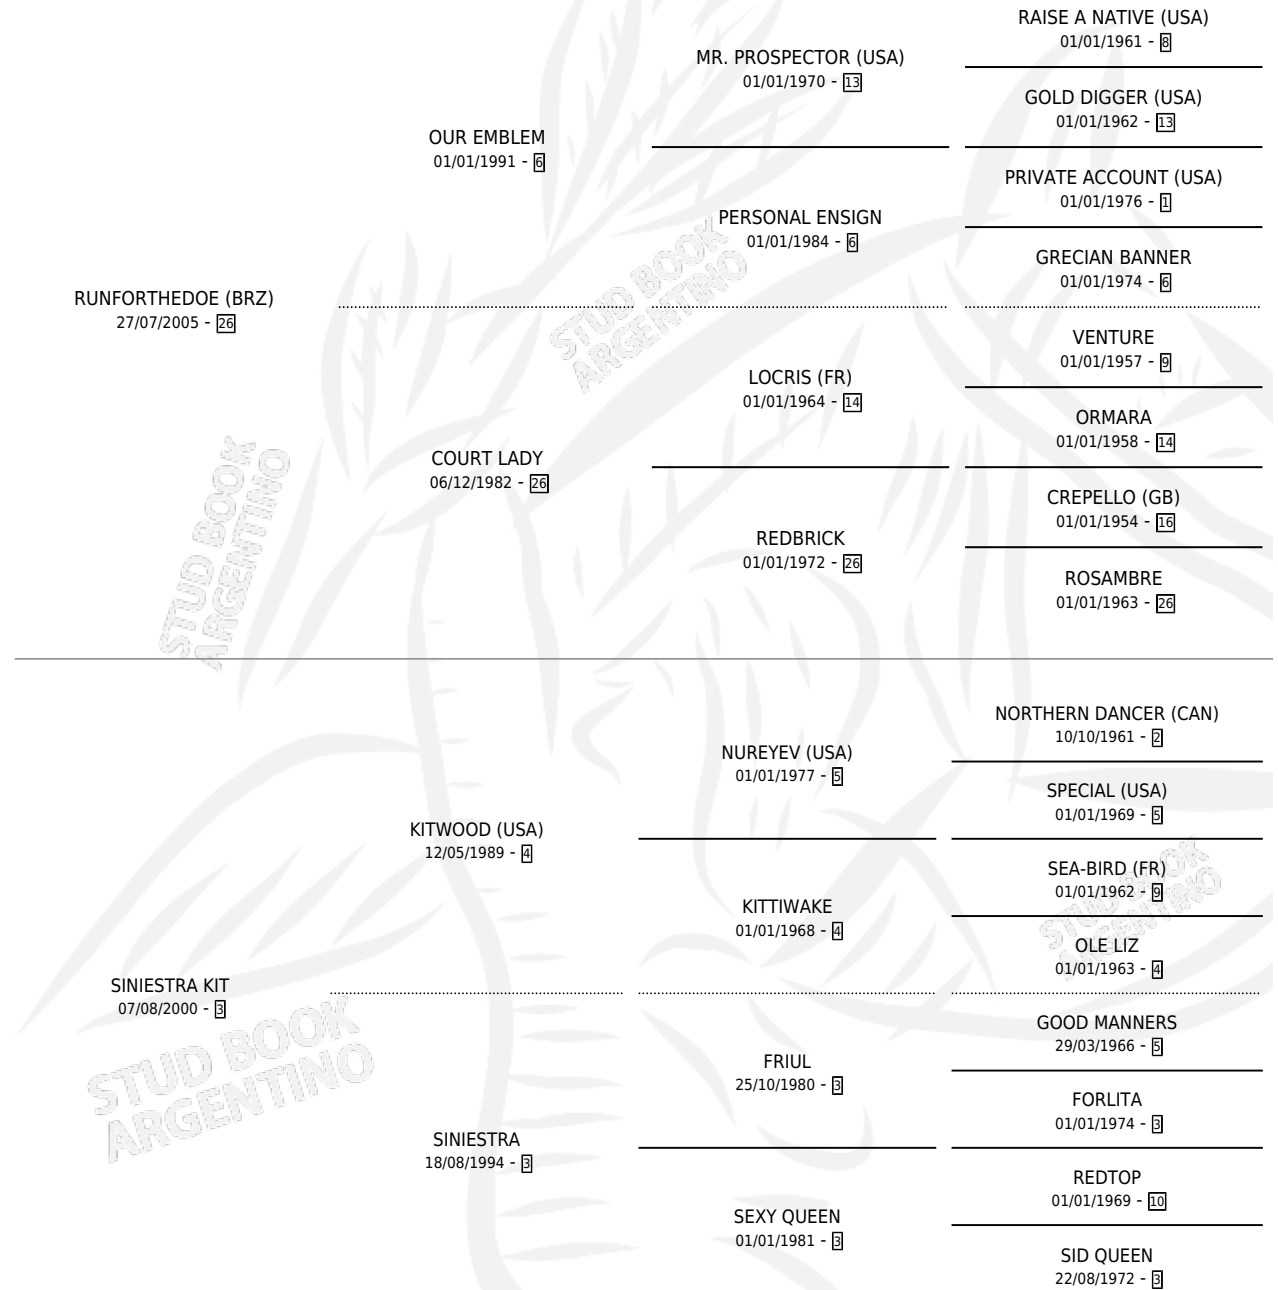 RAISE A NATIVE (USA)
01/01/1961 - 8
MR. PROSPECTOR (USA)
01/01/1970 - 13
GOLD DIGGER (USA)
01/01/1962 - 13
OUR EMBLEM
01/01/1991 - 6
PRIVATE ACCOUNT (USA)
01/01/1976 - 1
PERSONAL ENSIGN
01/01/1984 - 6
GRECIAN BANNER
01/01/1974 - 6
RUNFORTHEDOE (BRZ)
27/07/2005 - 26
VENTURE
01/01/1957 - 9
LOCRIS (FR)
01/01/1964 - 14
ORMARA
01/01/1958 - 14
COURT LADY
06/12/1982 - 26
CREPELLO (GB)
01/01/1954 - 16
REDBRICK
01/01/1972 - 26
ROSAMBRE
01/01/1963 - 26
STUD BOOK
ARGENTINO
STUD BOOK
ARGENTINO
NORTHERN DANCER (CAN)
10/10/1961 - 2
NUREYEV (USA)
01/01/1977 - 5
SPECIAL (USA)
01/01/1969 - 5
KITWOOD (USA)
12/05/1989 - 4
SEA-BIRD (FR)
01/01/1962 - 9
KITTIWAKE
01/01/1968 - 4
OLE LIZ
01/01/1963 - 4
SINIESTRA KIT
07/08/2000 - 3
GOOD MANNERS
29/03/1966 - 5
FRIUL
25/10/1980 - 3
FORLITA
01/01/1974 - 3
SINIESTRA
18/08/1994 - 3
REDTOP
01/01/1969 - 10
SEXY QUEEN
01/01/1981 - 3
SID QUEEN
22/08/1972 - 3
STUD BOOK
ARGENTINO
STUD BOOK
ARGENTINO